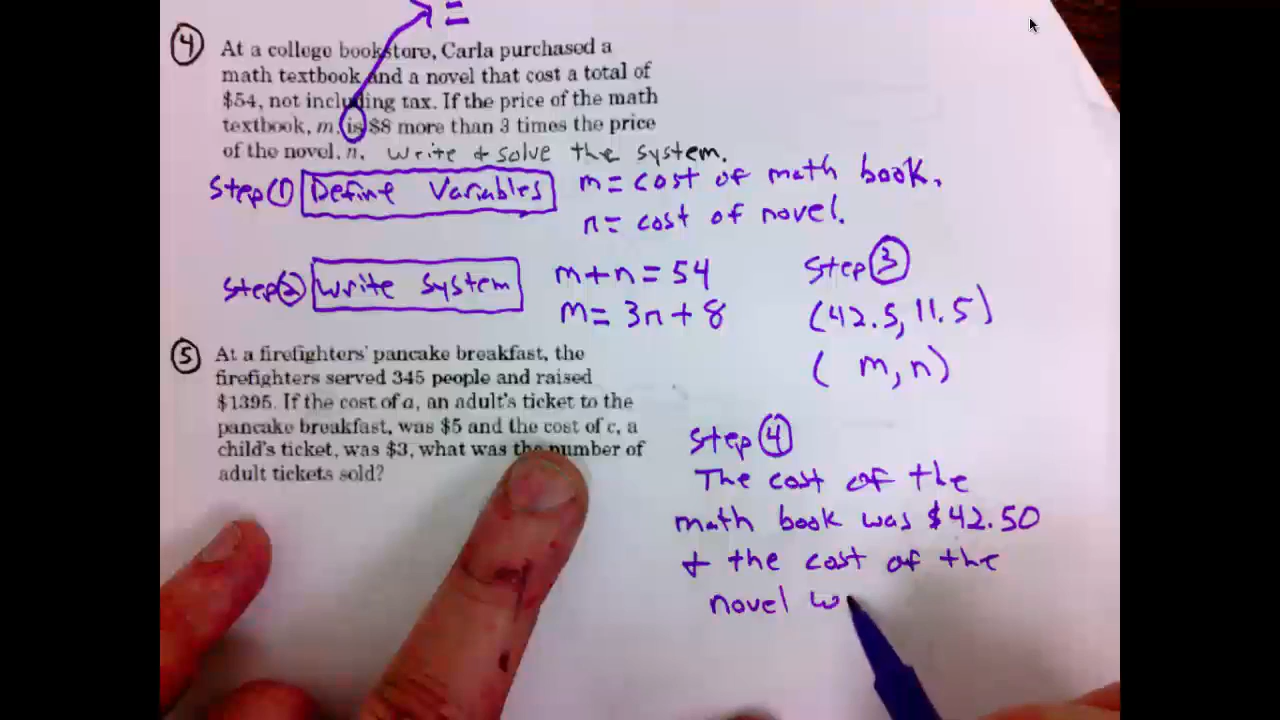 =
④ At a college bookstore, Carla purchased a
math textbook and a novel that cost a total of
$54, not including tax. If the price of the math
textbook, m, is $8 more than 3 times the price
of the novel, n. Write & solve the system.
Step ① Define Variables
m = cost of math book.
n = cost of novel.
Step ② Write System
m+n = 54
m = 3n + 8
Step ③
(42.5, 11.5)
( m, n)
⑤ At a firefighters' pancake breakfast, the
firefighters served 345 people and raised
$1395. If the cost of a, an adult's ticket to the
pancake breakfast, was $5 and the cost of c, a
child's ticket, was $3, what was the number of
adult tickets sold?
Step ④
The cost of the
math book was $42.50
& the cost of the
novel w